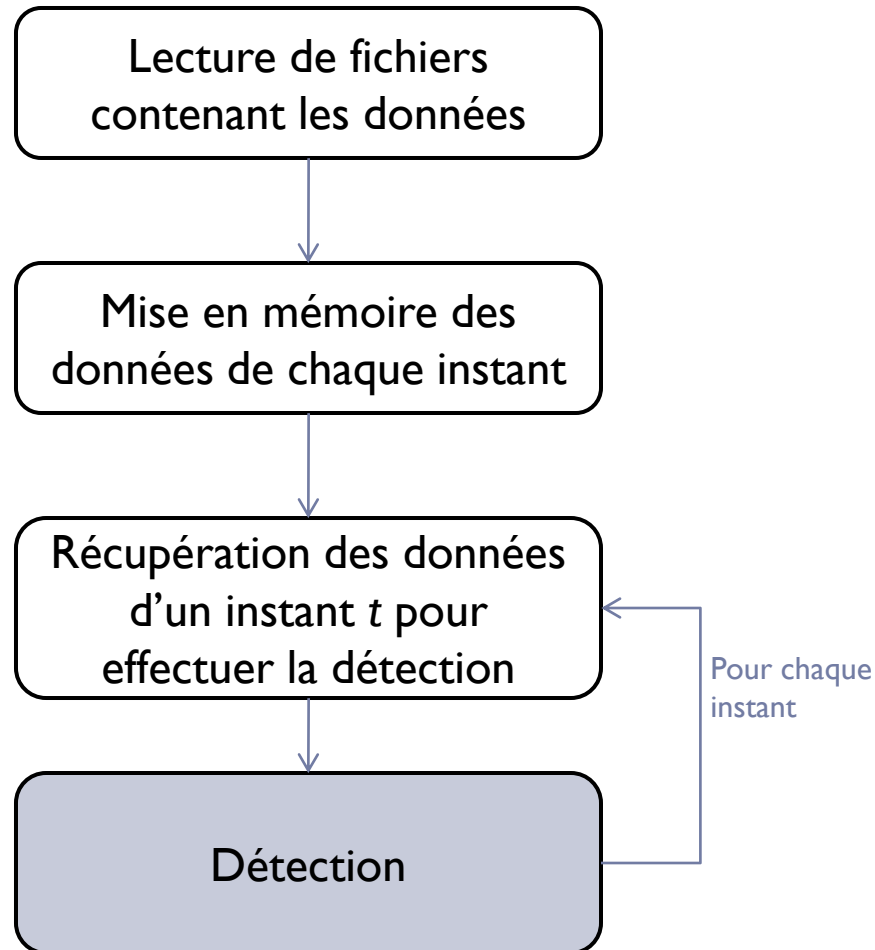 Lecture de fichiers
contenant les données
Mise en mémoire des
données de chaque instant
Récupération des données
d’un instant t pour
effectuer la détection
Pour chaque
instant
Détection